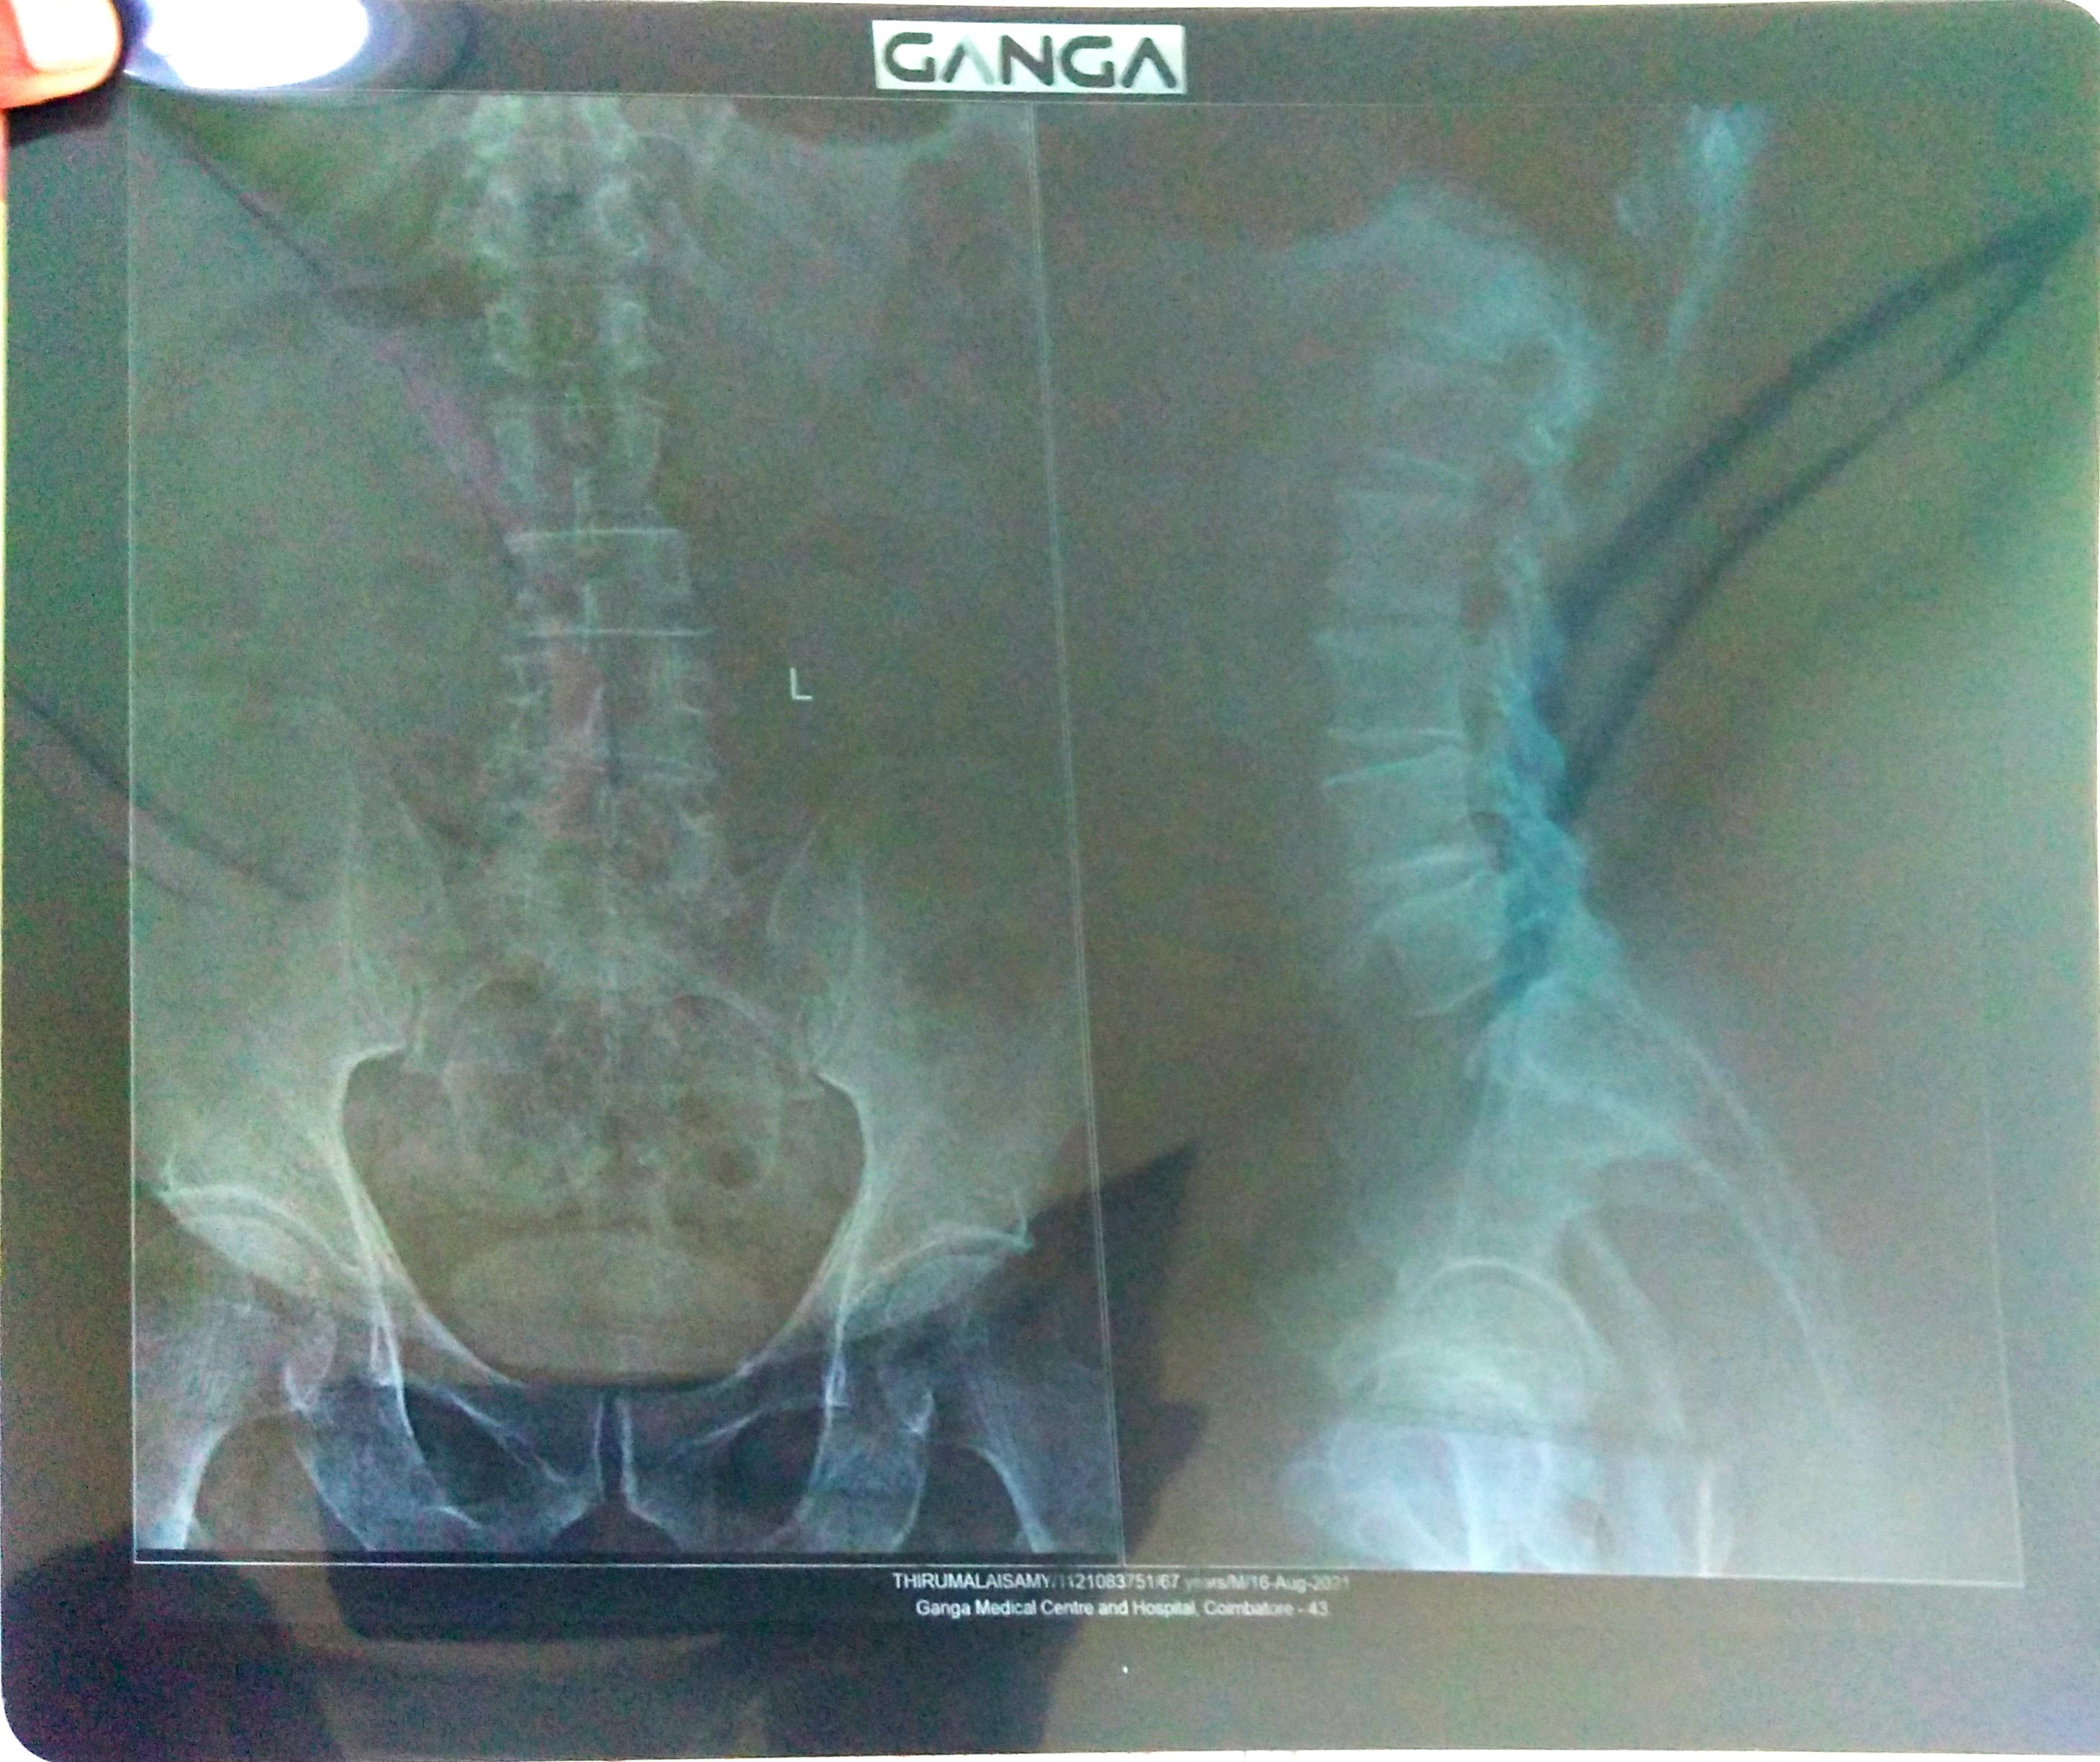 GANGA
L
THIRUMALAISAMY/1121083751/67 years/M/16-Aug-2021
Ganga Medical Centre and Hospital, Coimbatore - 43